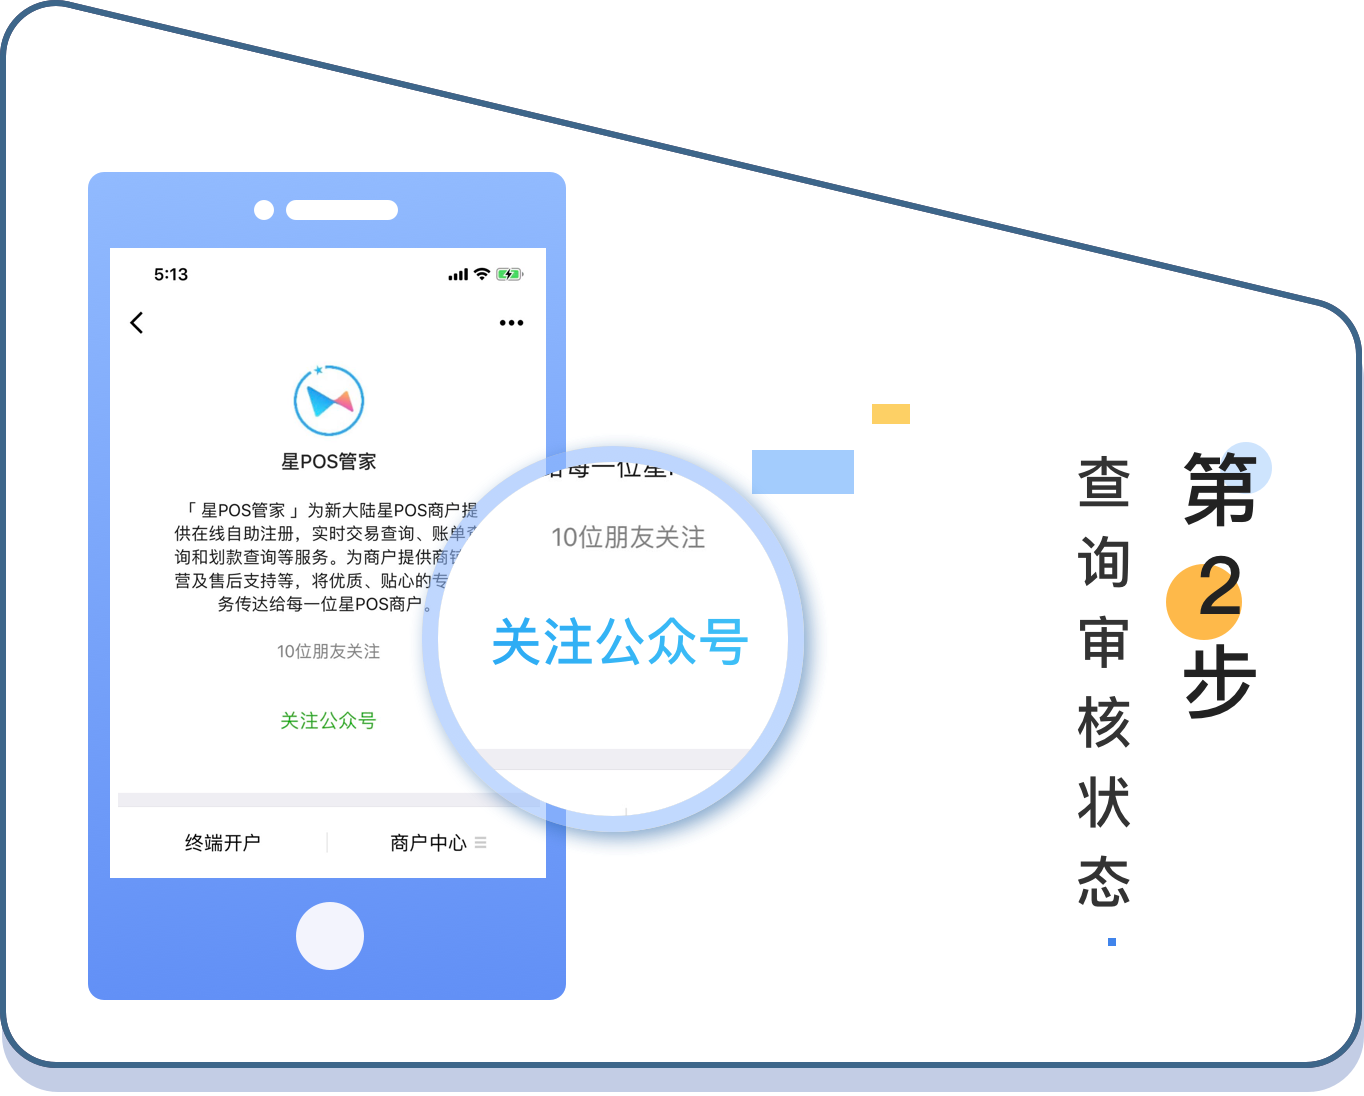 5:13
星POS管家
「 星POS管家 」为新大陆星POS商户提
供在线自助注册，实时交易查询、账单查
询和划款查询等服务。为商户提供商
营及售后支持等，将优质、贴心的专
务传达给每一位星POS商户。
10位朋友关注
关注公众号
终端开户
商户中心
每一位星
10位朋友关注
关注公众号
第2步
查询审核状态